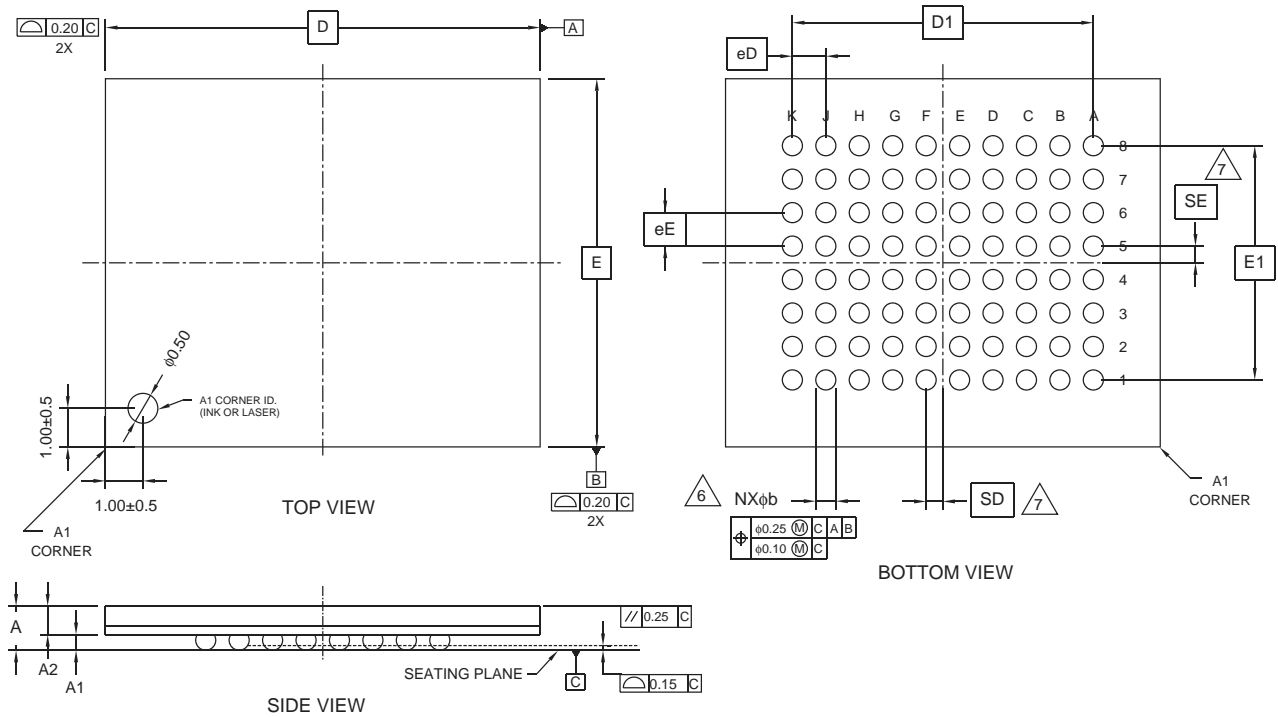 ⌓ 0.20 C
2X
D
A
E
B
⌓ 0.20 C
2X
φ0.50
A1 CORNER ID.
(INK OR LASER)
1.00±0.5
1.00±0.5
A1
CORNER
TOP VIEW
D1
eD
K J H G F E D C B A
8
7
6
5
4
3
2
1
7
SE
E1
eE
6
NXφb
⌖ φ0.25 Ⓜ C A B
φ0.10 Ⓜ C
SD
7
A1
CORNER
BOTTOM VIEW
A
A2
A1
// 0.25 C
SEATING PLANE
C
⌓ 0.15 C
SIDE VIEW